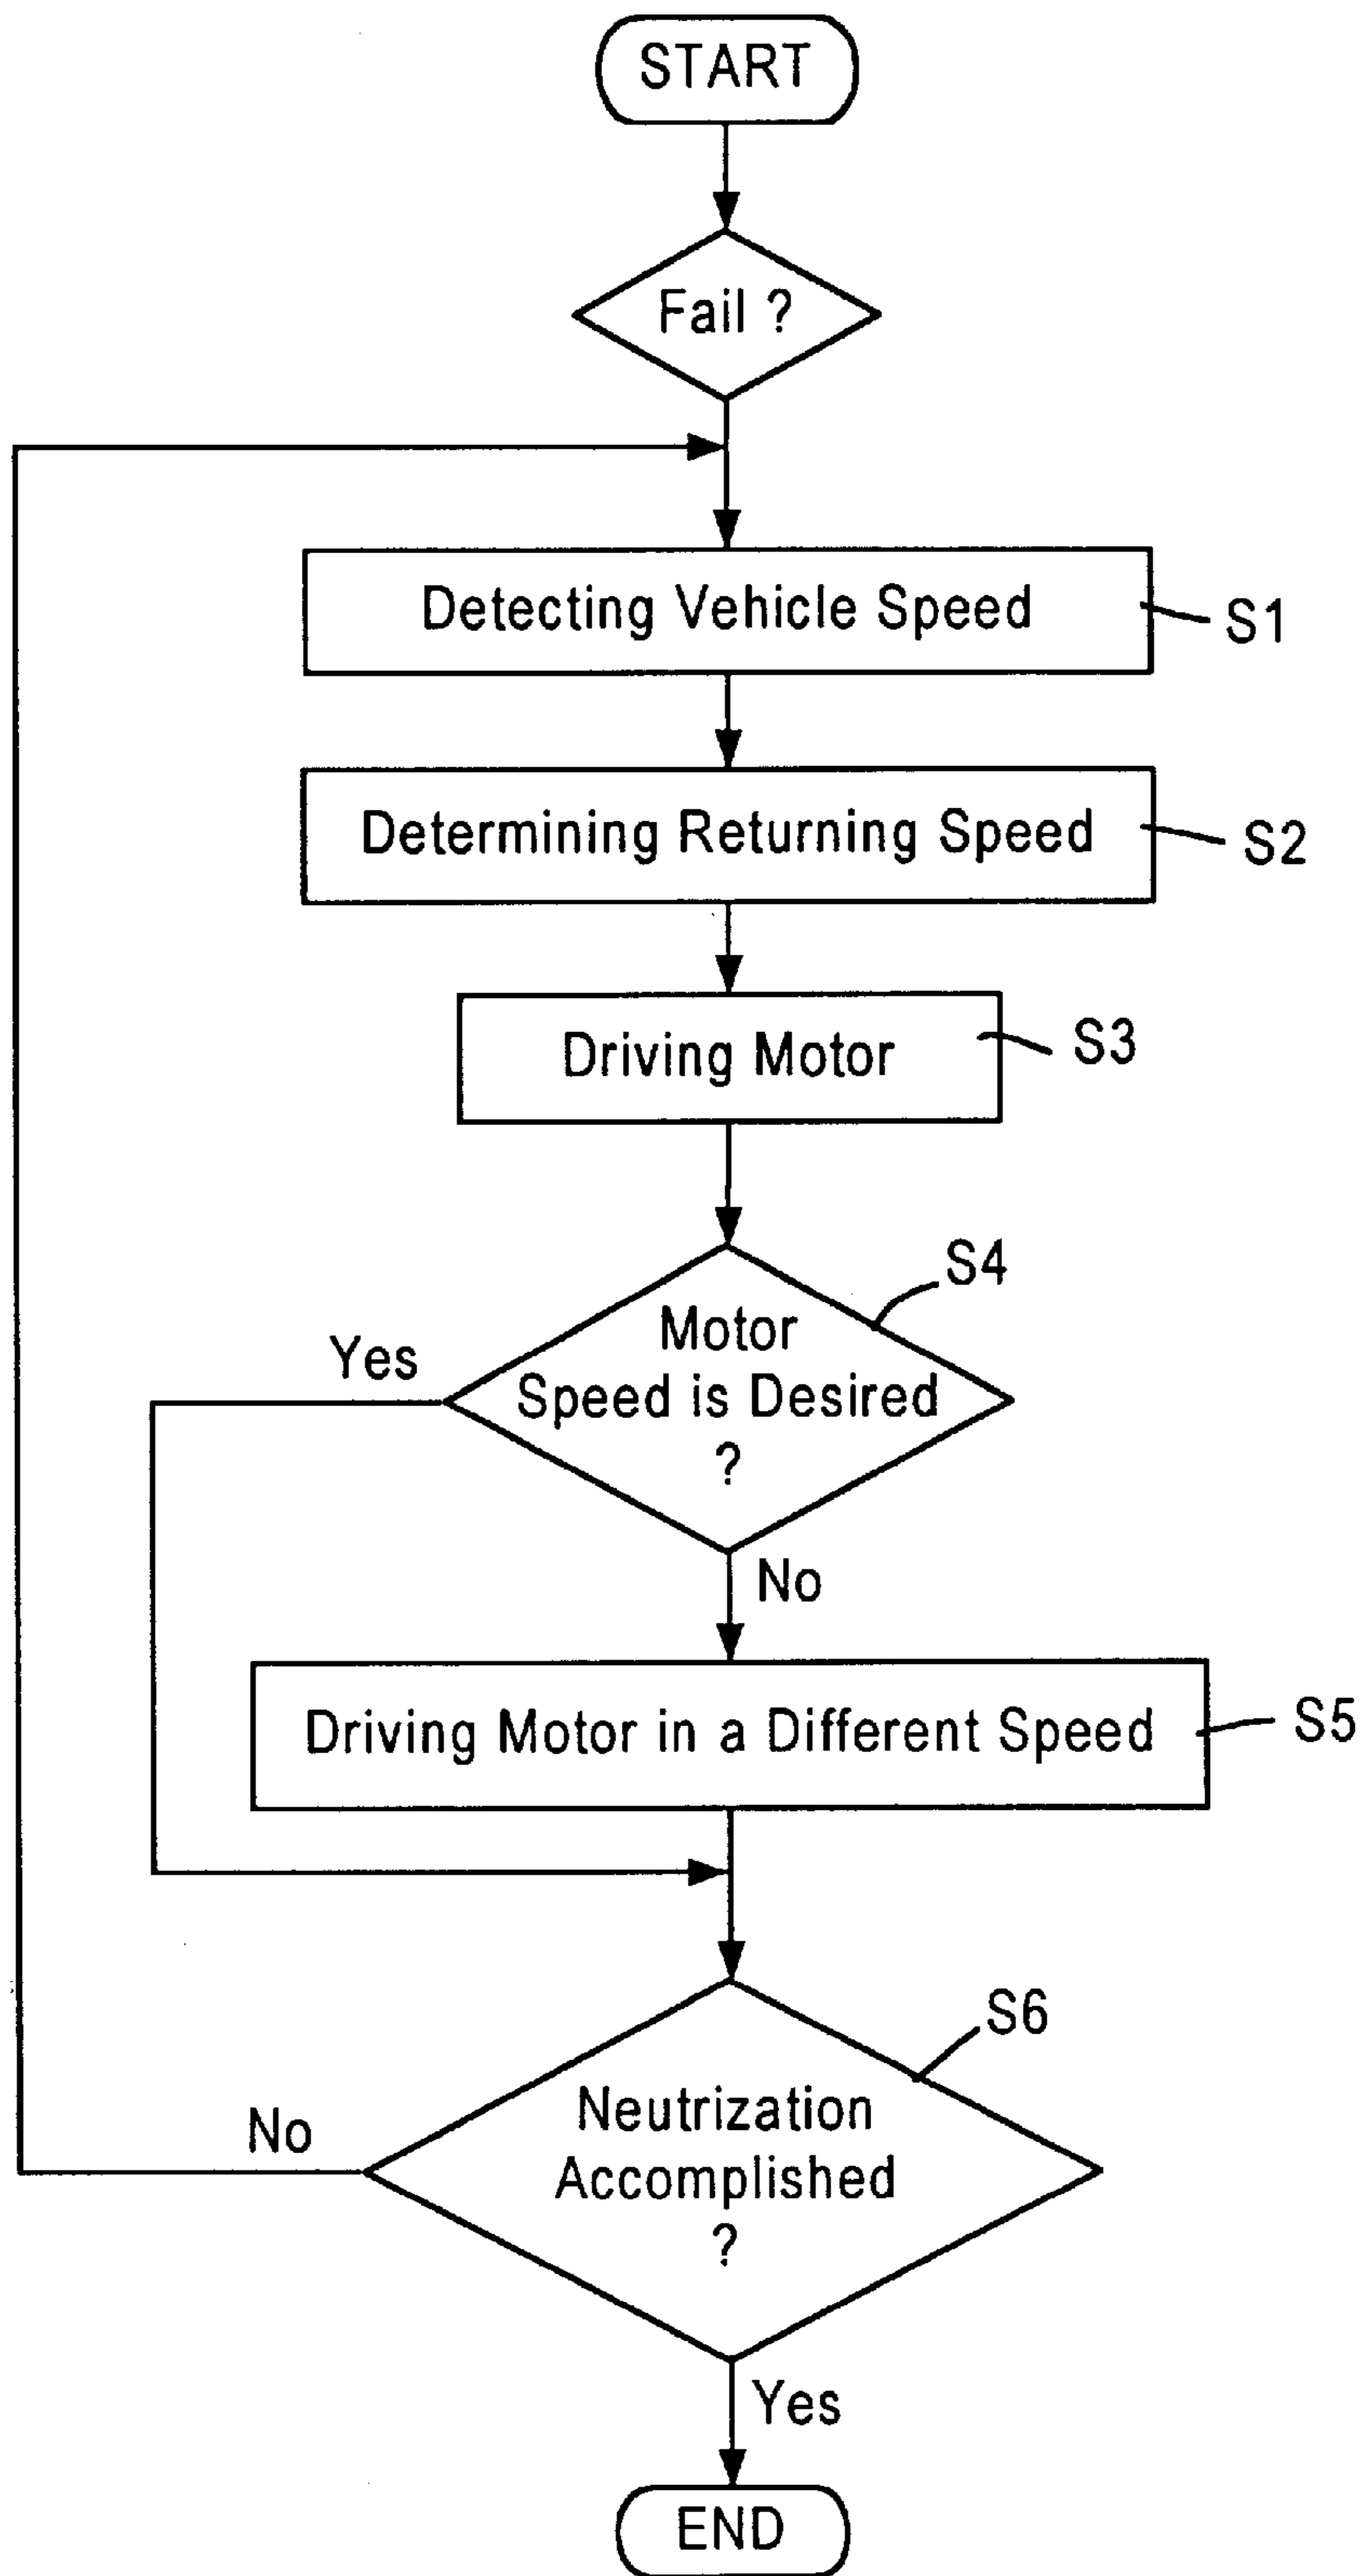 START
Fail ?
Detecting Vehicle Speed
S1
Determining Returning Speed
S2
Driving Motor
S3
S4
Motor
Speed is Desired
?
Yes
No
Driving Motor in a Different Speed
S5
S6
Neutrization
Accomplished
?
No
Yes
END